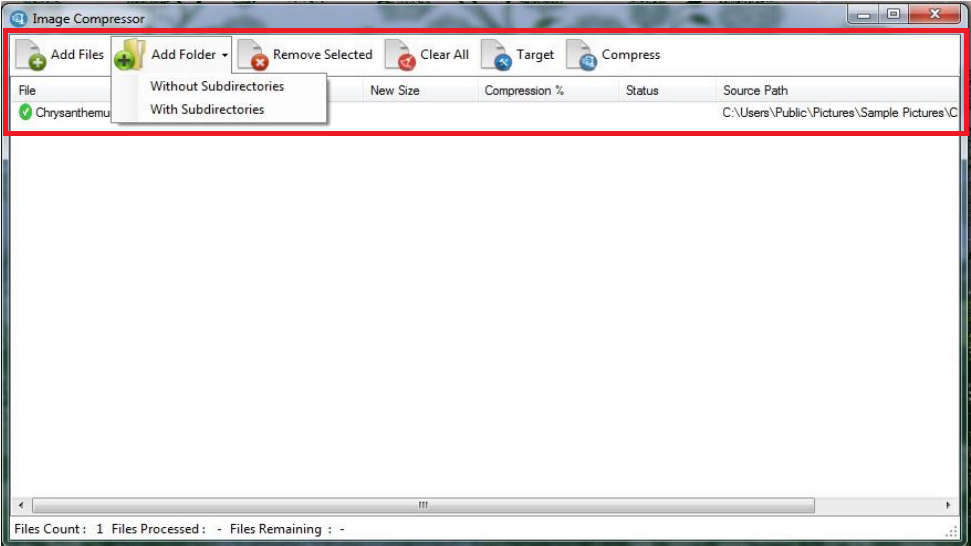 Image Compressor
Add Files Add Folder Remove Selected Clear All Target Compress
Without Subdirectories
With Subdirectories
File New Size Compression % Status Source Path
Chrysanthemu C:\Users\Public\Pictures\Sample Pictures\C
Files Count : 1 Files Processed : - Files Remaining : -